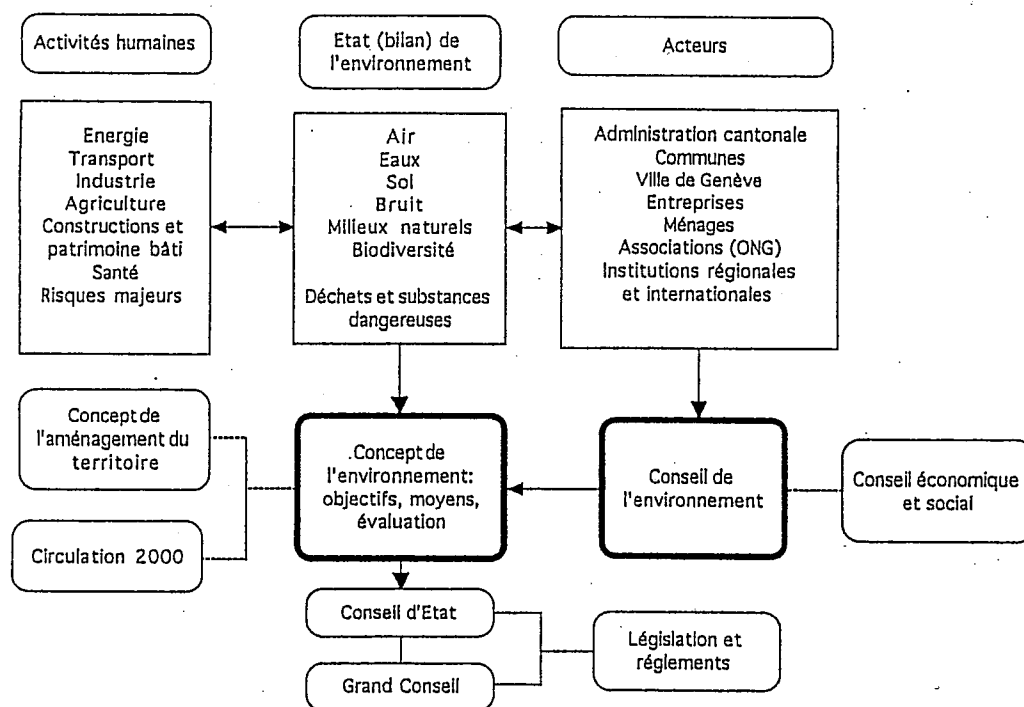 Activités humaines
Etat (bilan) de
l'environnement
Acteurs
Energie
Transport
Industrie
Agriculture
Constructions et
patrimoine bâti
Santé
Risques majeurs
Air
Eaux
Sol
Bruit
Milieux naturels
Biodiversité
Déchets et substances
dangereuses
Administration cantonale
Communes
Ville de Genève
Entreprises
Ménages
Associations (ONG)
Institutions régionales
et internationales
Concept de
l'aménagement du
territoire
Circulation 2000
.Concept de
l'environnement:
objectifs, moyens,
évaluation
Conseil de
l'environnement
Conseil économique
et social
Conseil d'Etat
Grand Conseil
Législation et
réglements